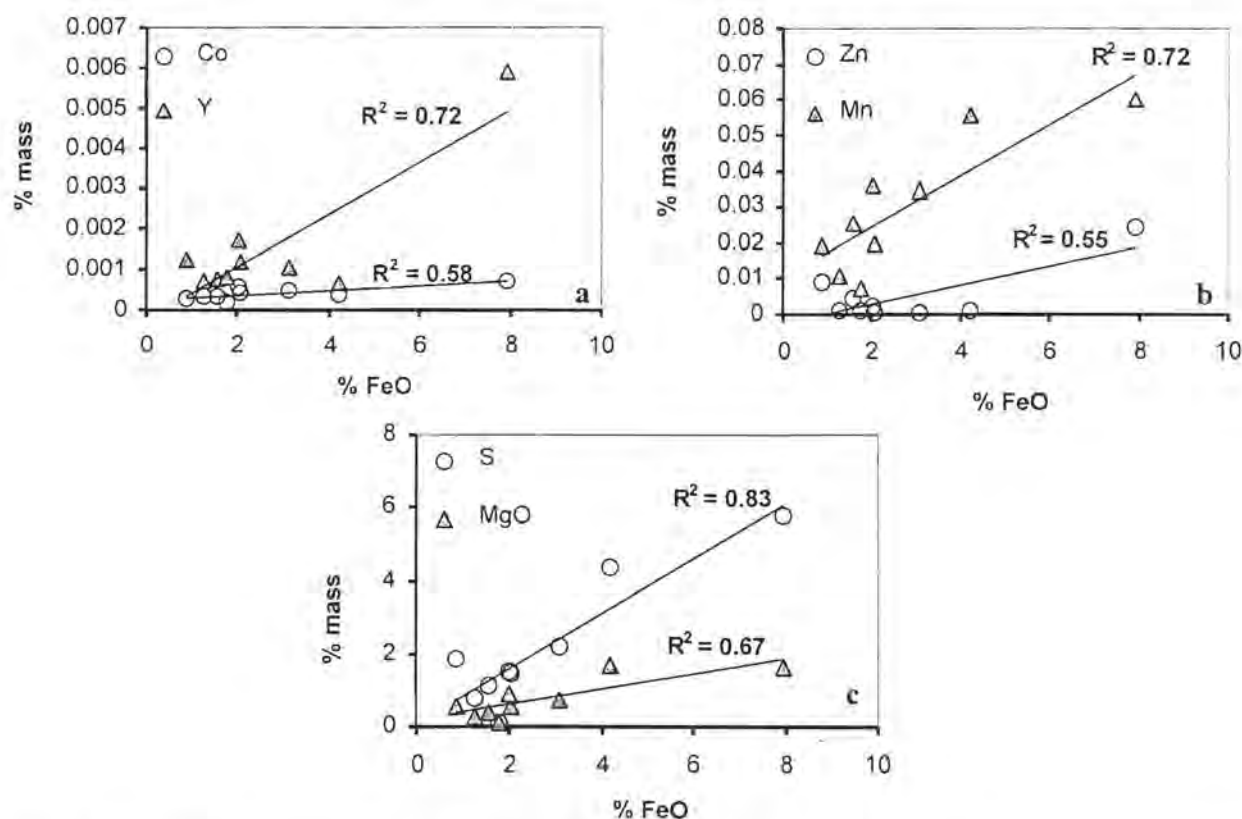 0.007
0.006
0.005
0.004
0.003
0.002
0.001
0
% mass
Co
Y
R² = 0.72
R² = 0.58
a
0 2 4 6 8 10
% FeO
0.08
0.07
0.06
0.05
0.04
0.03
0.02
0.01
0
% mass
Zn
Mn
R² = 0.72
R² = 0.55
b
0 2 4 6 8 10
% FeO
8
6
4
2
0
% mass
S
MgO
R² = 0.83
R² = 0.67
c
0 2 4 6 8 10
% FeO